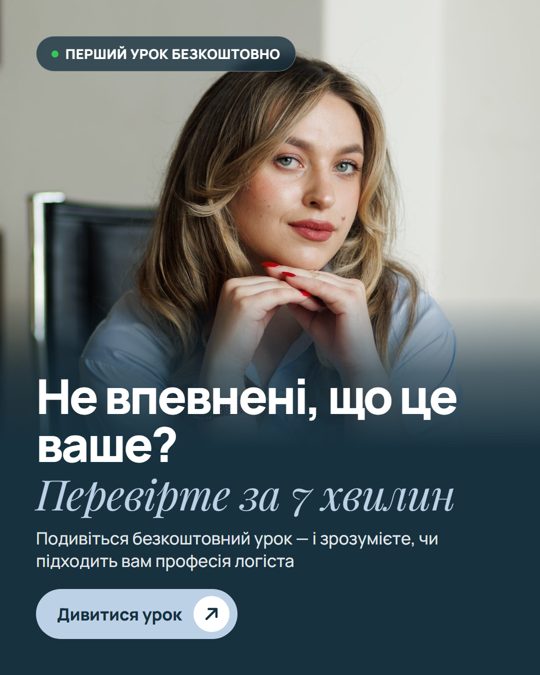 ПЕРШИЙ УРОК БЕЗКОШТОВНО
Не впевнені, що це
ваше?
Перевірте за 7 хвилин
Подивіться безкоштовний урок — і зрозумієте, чи
підходить вам професія логіста
Дивитися урок